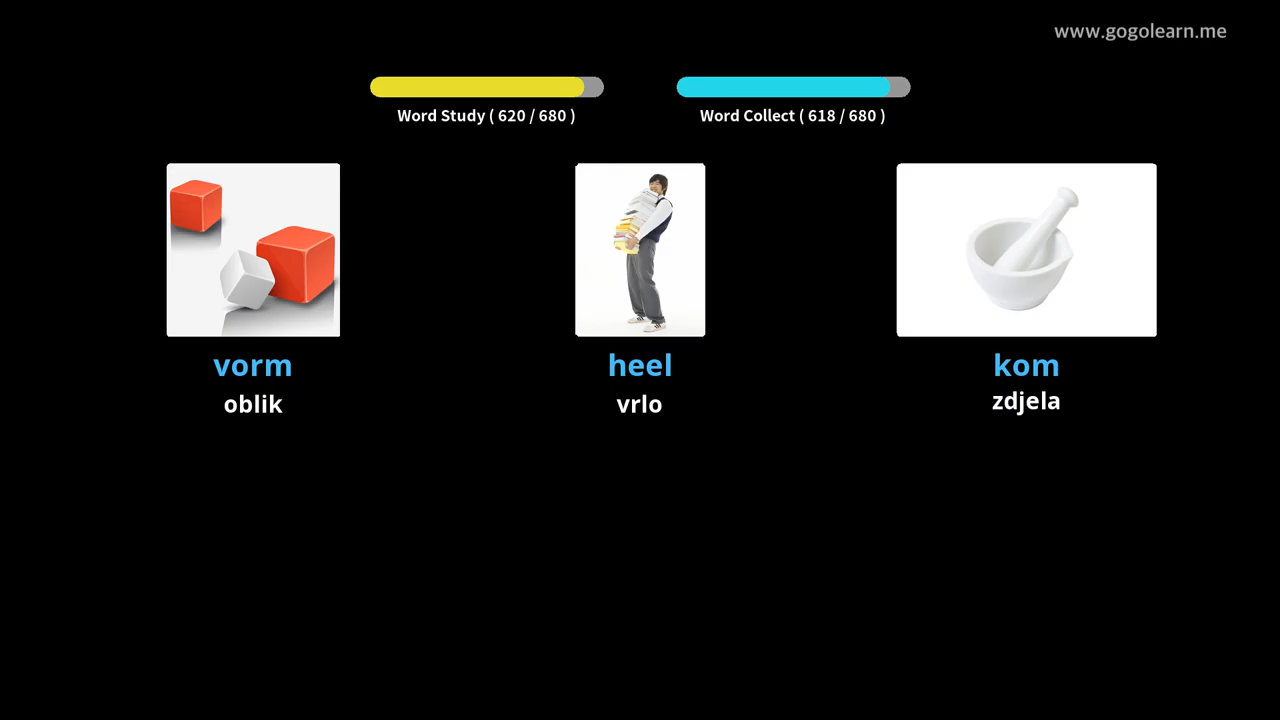 www.gogolearn.me
Word Study ( 620 / 680 )
Word Collect ( 618 / 680 )
vorm
oblik
heel
vrlo
kom
zdjela